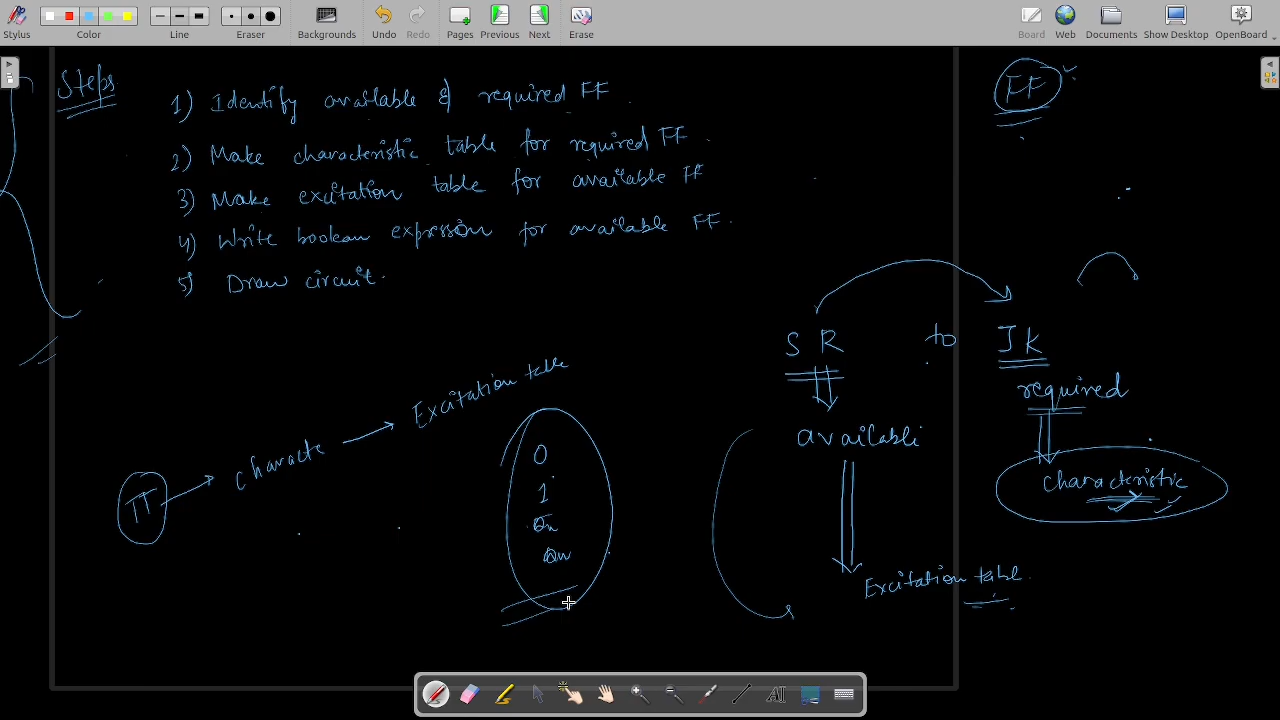 Stylus Color Line Eraser Backgrounds Undo Redo Pages Previous Next Erase Board Web Documents Show Desktop OpenBoard
Steps
1) Identify available & required FF
2) Make characteristic table for required FF
3) Make excitation table for available FF
4) Write boolean expression for available FF
5) Draw circuit.
FF
SR to JK
required
available
characteristic
Excitation table
TT → characte → Excitation table
0
1
AI